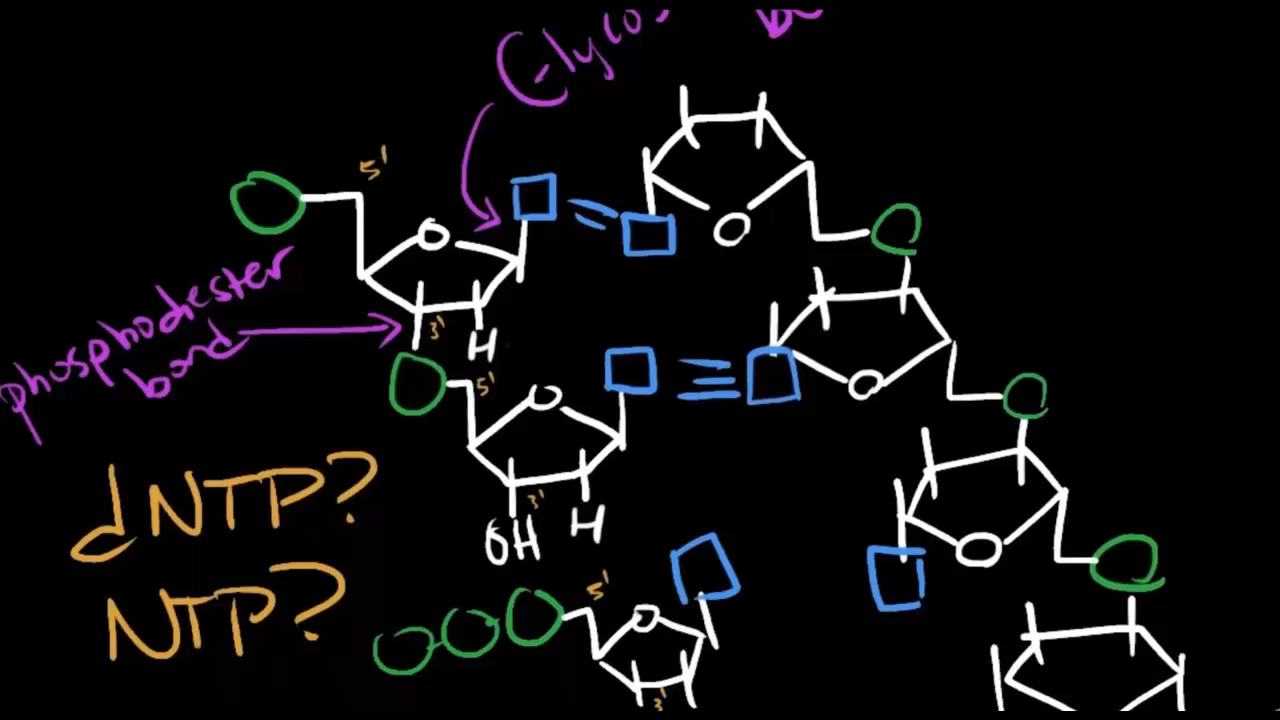 5'
O
O
phosphodiester
bond
3'
H
5'
O
O
dNTP?
3'
OH
H
O
NTP?
5'
O
3'